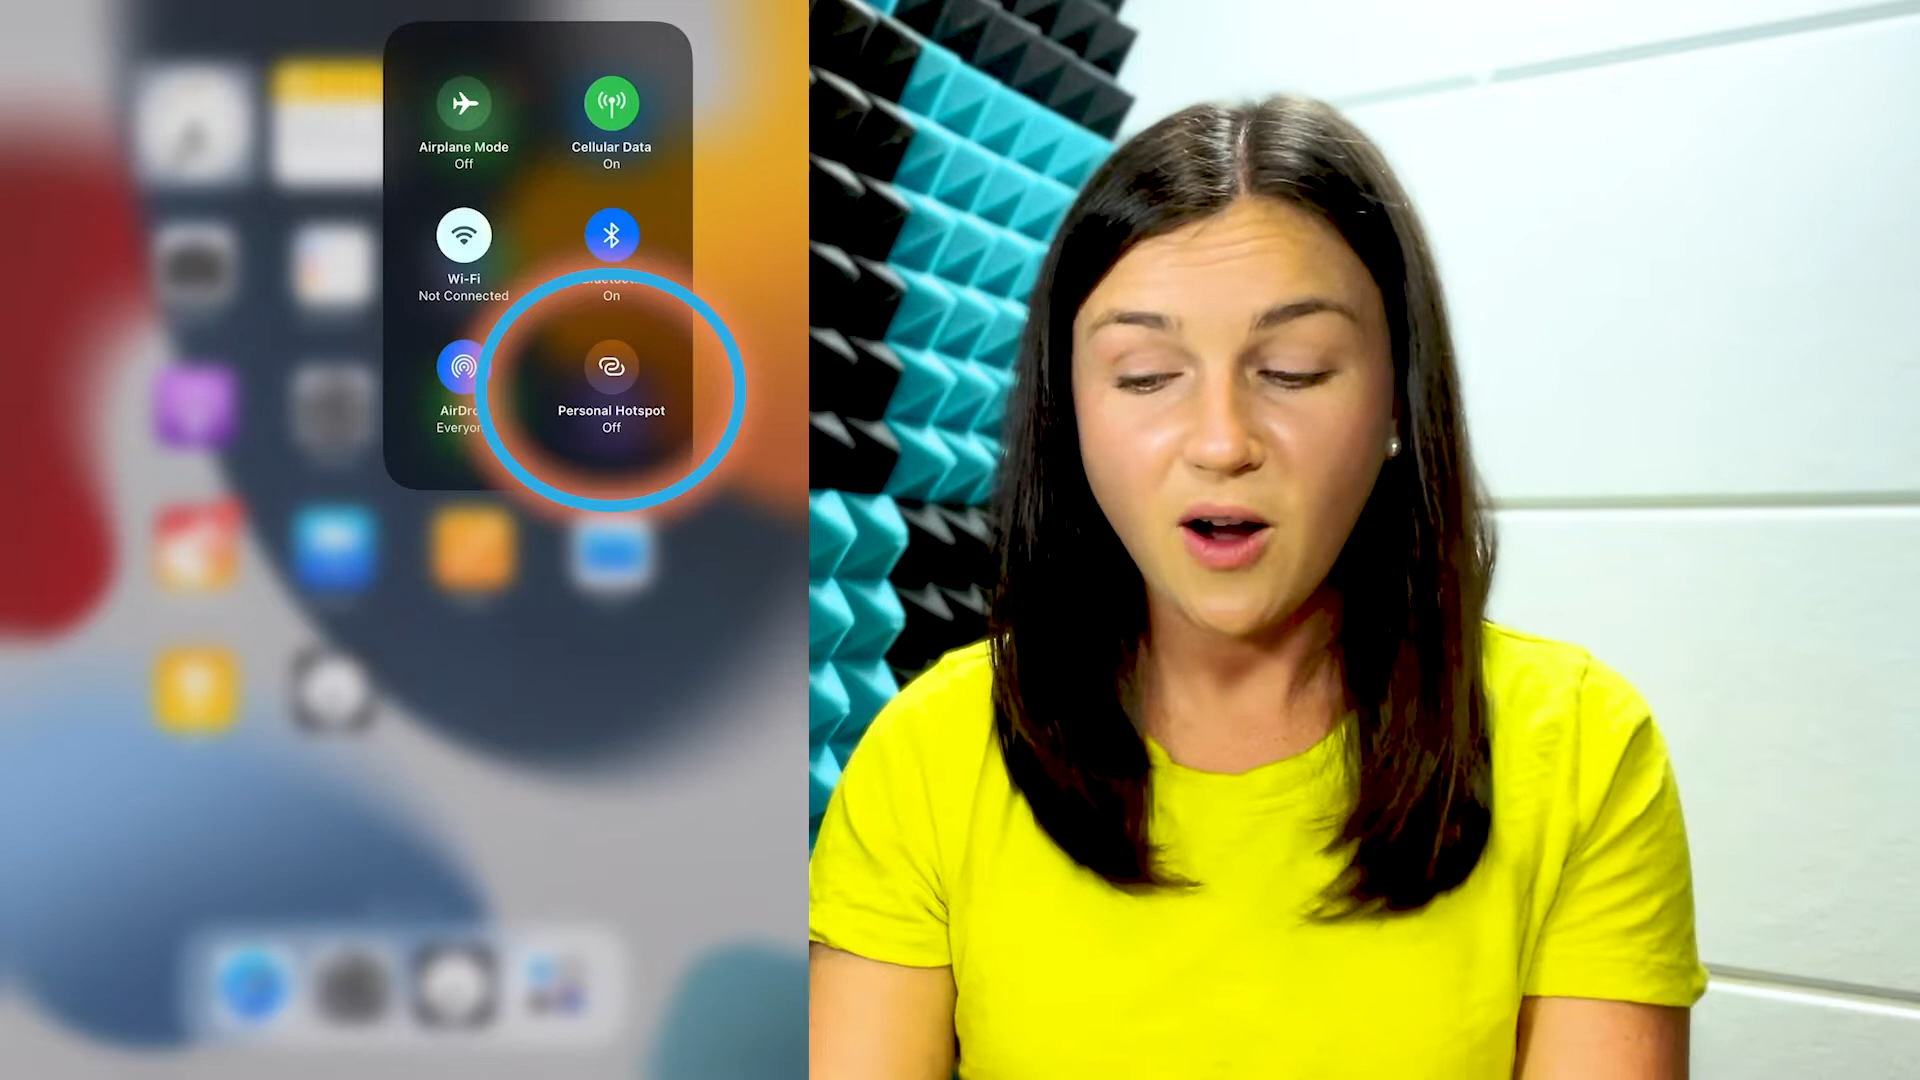 Airplane Mode
Off
Cellular Data
On
Wi-Fi
Not Connected
On
Personal Hotspot
Off